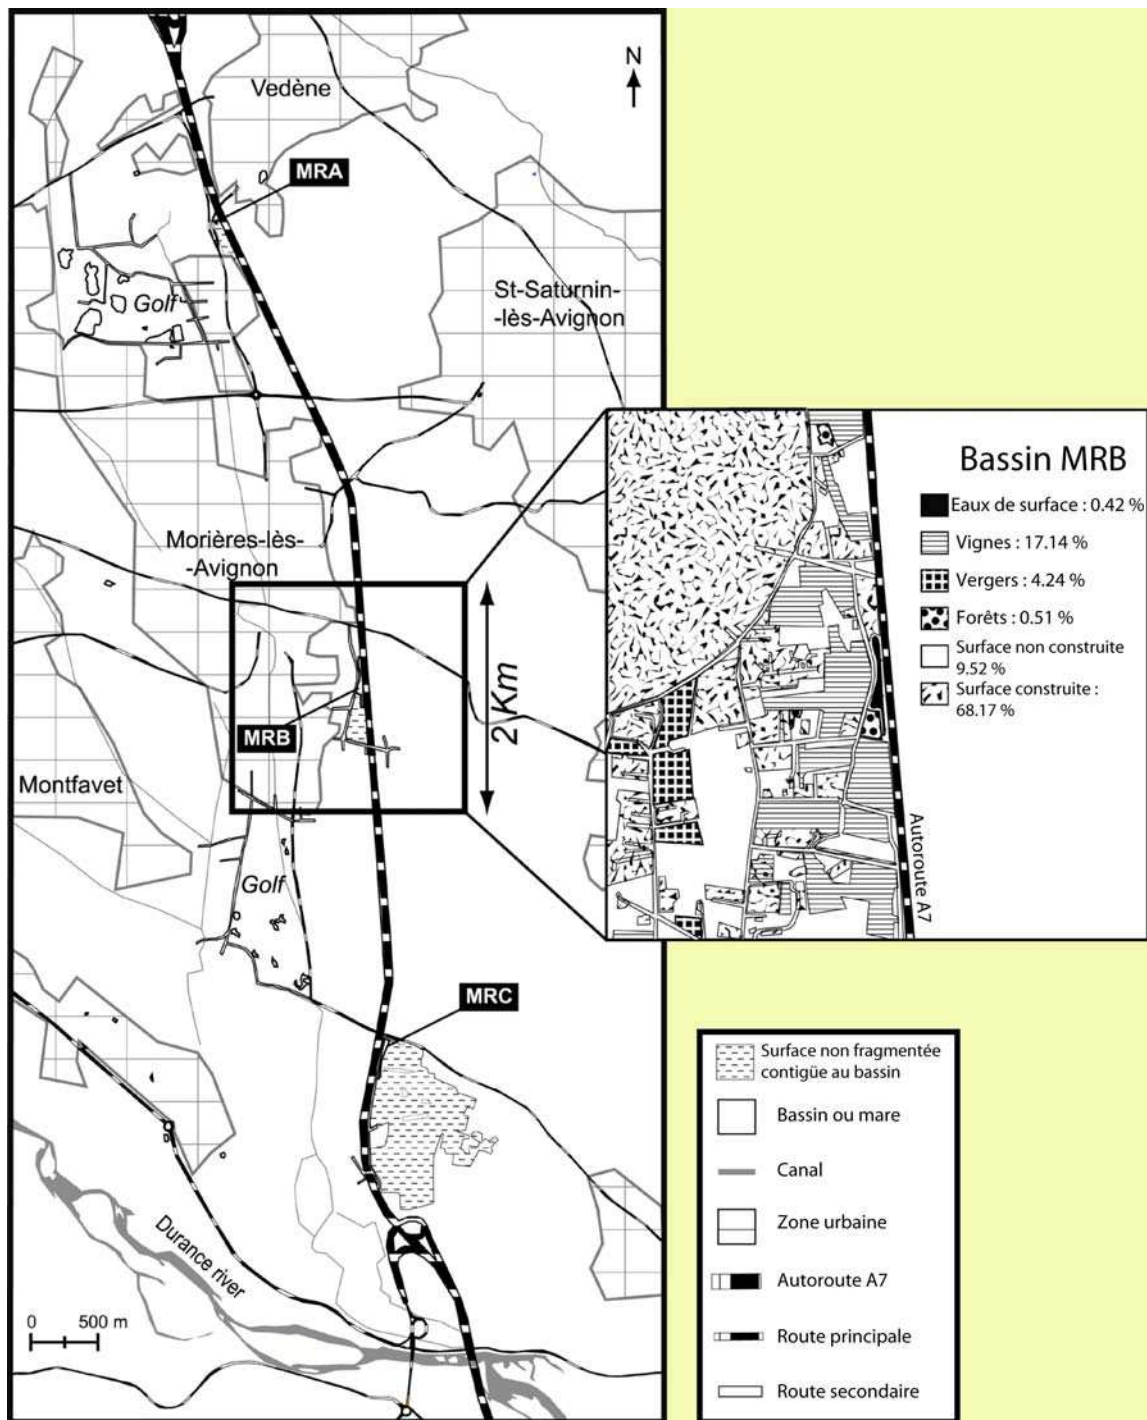 N
Vedène
MRA
Golf
St-Saturnin-
-lès-Avignon
Morières-lès-
-Avignon
MRB
2 Km
Montfavet
Golf
MRC
Durance river
0 500 m
Bassin MRB
Eaux de surface : 0.42 %
Vignes : 17.14 %
Vergers : 4.24 %
Forêts : 0.51 %
Surface non construite
9.52 %
Surface construite :
68.17 %
Autoroute A7
Surface non fragmentée
contigüe au bassin
Bassin ou mare
Canal
Zone urbaine
Autoroute A7
Route principale
Route secondaire